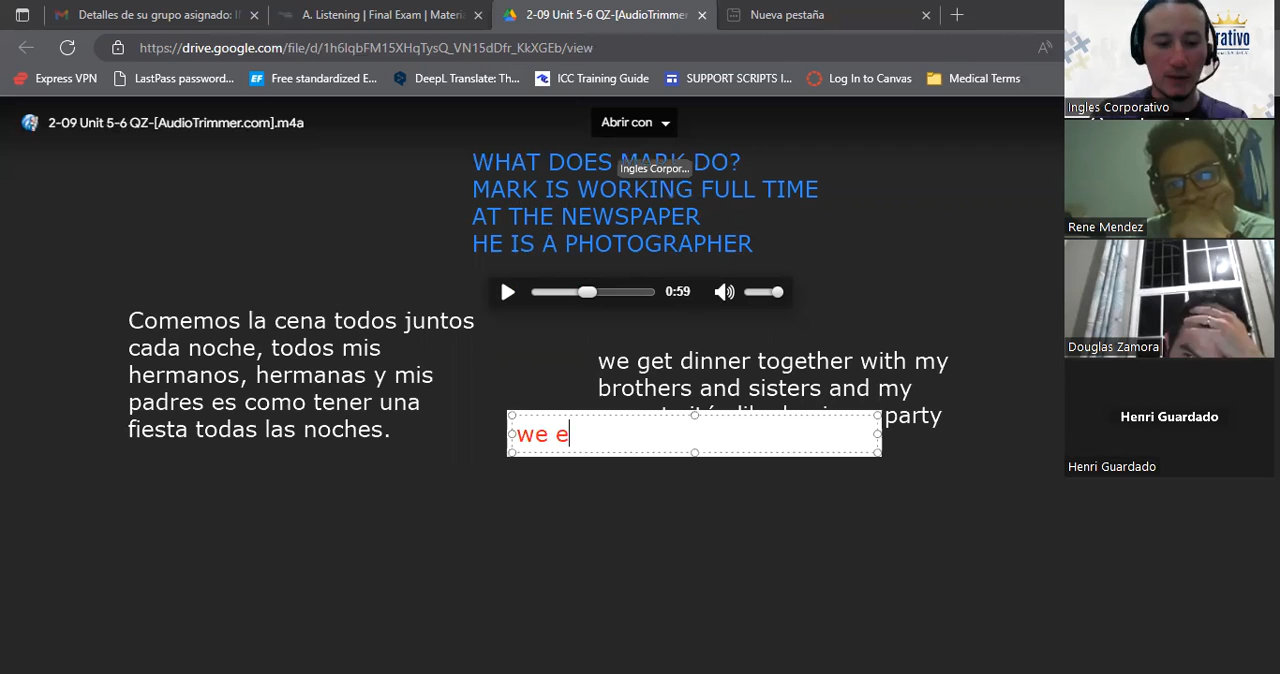 Detalles de su grupo asignado: I
A. Listening | Final Exam | Materia
2-09 Unit 5-6 QZ-[AudioTrimmer
Nueva pestaña
https://drive.google.com/file/d/1h6lqbFM15XHqTysQ_VN15dDfr_KkXGEb/view
Express VPN
LastPass password...
EF Free standardized E...
DeepL Translate: Th...
ICC Training Guide
SUPPORT SCRIPTS I...
Log In to Canvas
Medical Terms
2-09 Unit 5-6 QZ-[AudioTrimmer.com].m4a
Abrir con
WHAT DOES MARK DO?
Ingles Corpor...
MARK IS WORKING FULL TIME
AT THE NEWSPAPER
HE IS A PHOTOGRAPHER
0:59
Comemos la cena todos juntos
cada noche, todos mis
hermanos, hermanas y mis
padres es como tener una
fiesta todas las noches.
we get dinner together with my
brothers and sisters and my
party
we e
Ingles Corporativo
Rene Mendez
Douglas Zamora
Henri Guardado
Henri Guardado